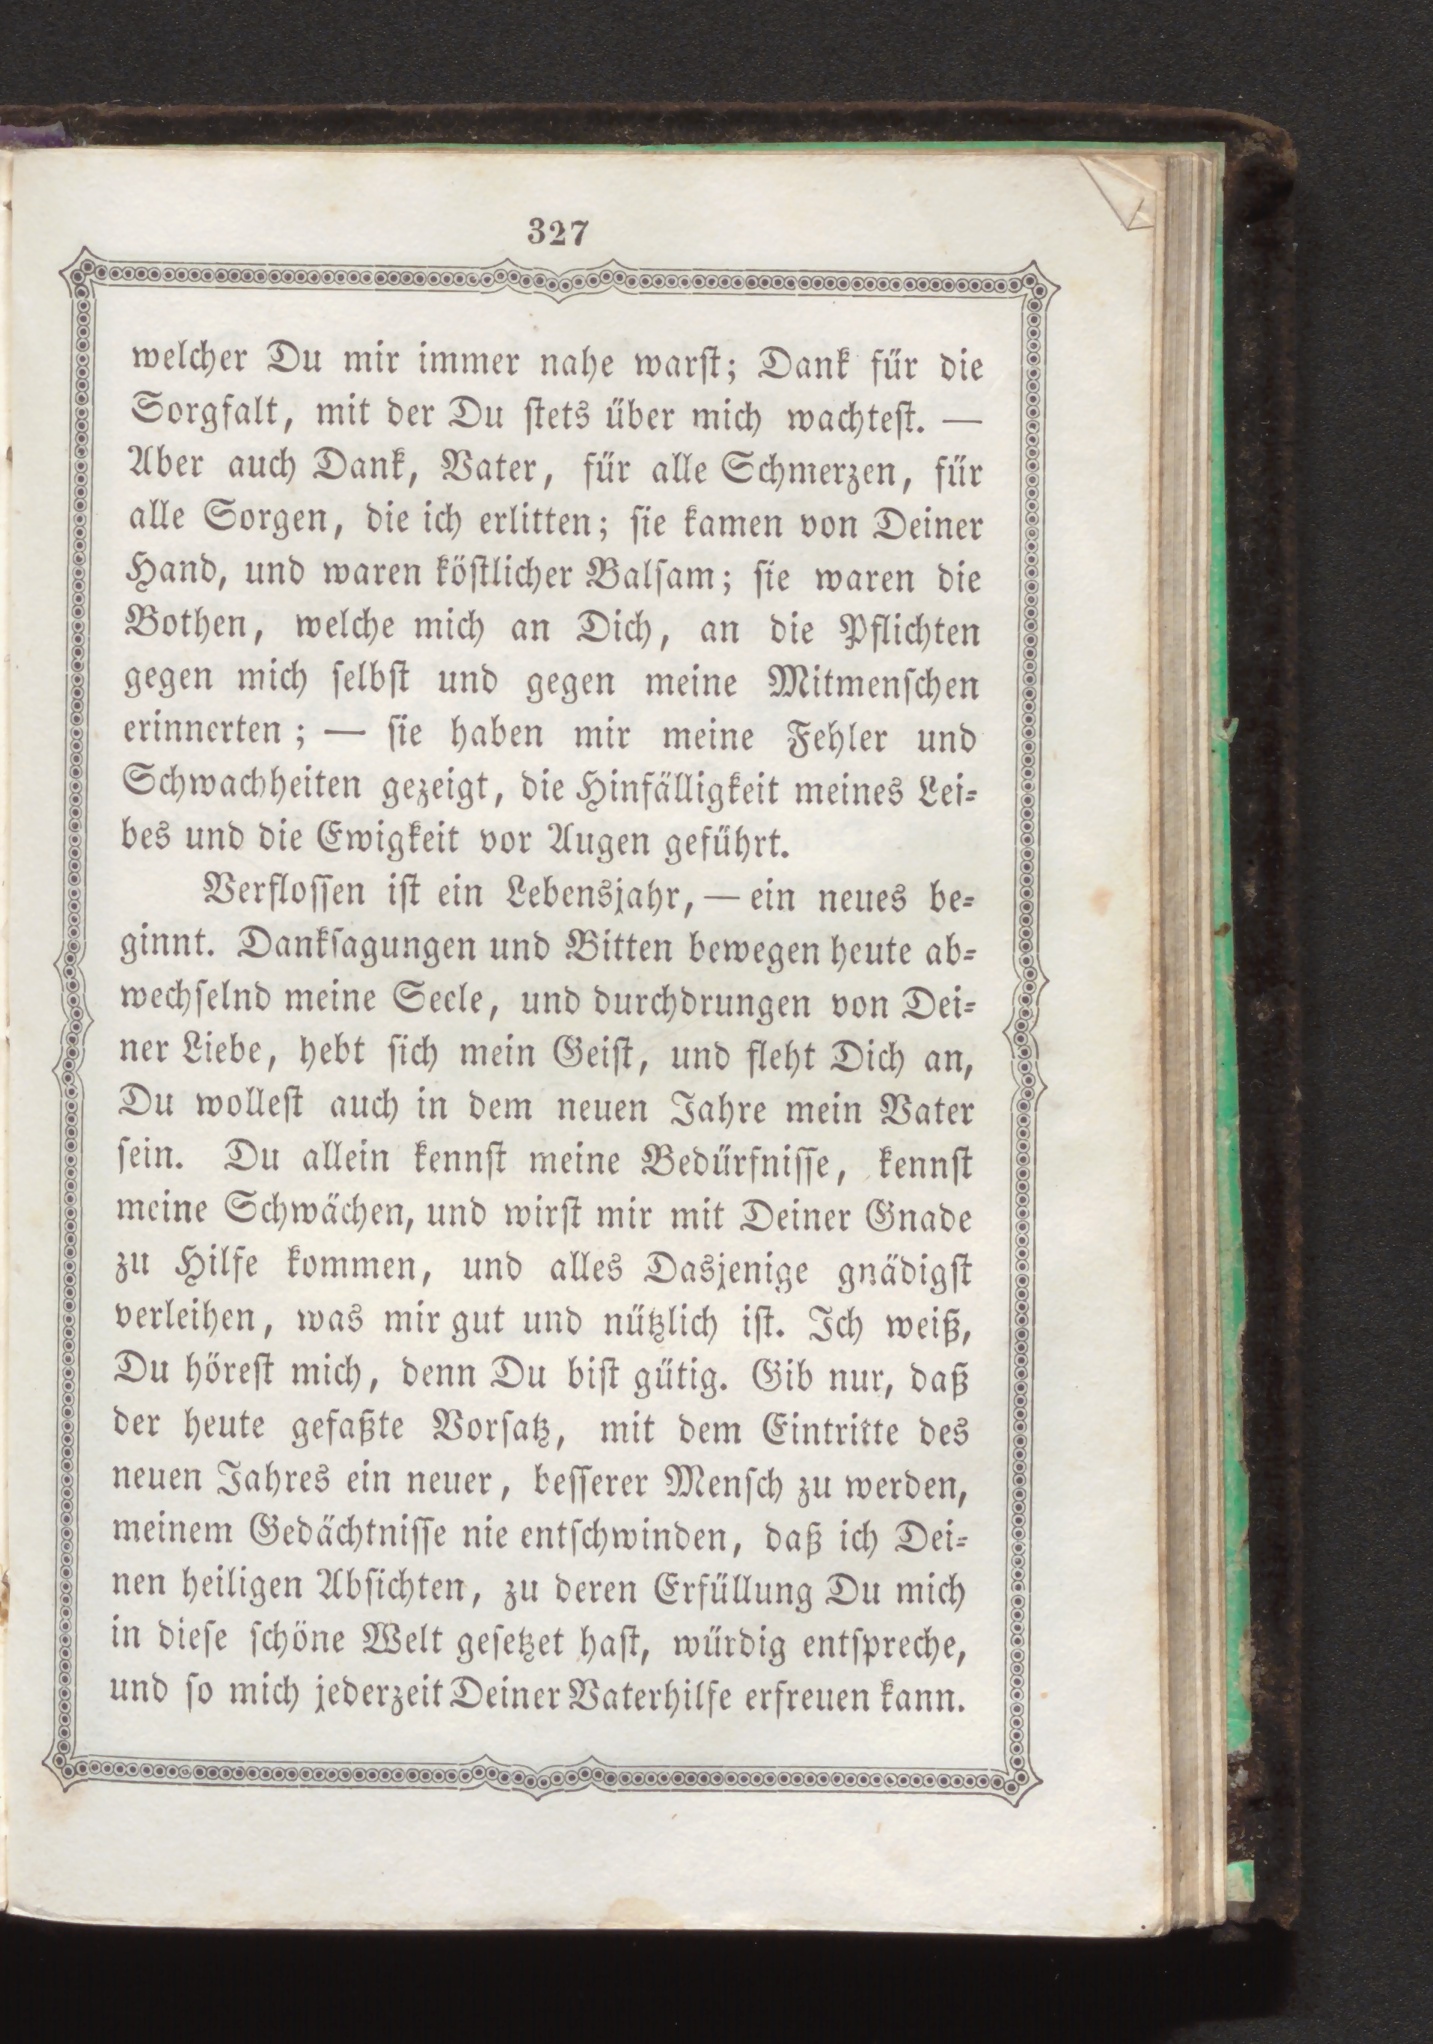 327
welcher Du mir immer nahe warst; Dank für die
Sorgfalt, mit der Du stets über mich wachtest. —
Aber auch Dank, Vater, für alle Schmerzen, für
alle Sorgen, die ich erlitten; sie kamen von Deiner
Hand, und waren köstlicher Balsam; sie waren die
Bothen, welche mich an Dich, an die Pflichten
gegen mich selbst und gegen meine Mitmenschen
erinnerten; — sie haben mir meine Fehler und
Schwachheiten gezeigt, die Hinfälligkeit meines Lei-
bes und die Ewigkeit vor Augen geführt.
Verflossen ist ein Lebensjahr, — ein neues be-
ginnt. Danksagungen und Bitten bewegen heute ab-
wechselnd meine Seele, und durchdrungen von Dei-
ner Liebe, hebt sich mein Geist, und fleht Dich an,
Du wollest auch in dem neuen Jahre mein Vater
sein. Du allein kennst meine Bedürfnisse, kennst
meine Schwächen, und wirst mir mit Deiner Gnade
zu Hilfe kommen, und alles Dasjenige gnädigst
verleihen, was mir gut und nützlich ist. Ich weiß,
Du hörest mich, denn Du bist gütig. Gib nur, daß
der heute gefaßte Vorsatz, mit dem Eintritte des
neuen Jahres ein neuer, besserer Mensch zu werden,
meinem Gedächtnisse nie entschwinden, daß ich Dei-
nen heiligen Absichten, zu deren Erfüllung Du mich
in diese schöne Welt gesetzet hast, würdig entspreche,
und so mich jederzeit Deiner Vaterhilfe erfreuen kann.